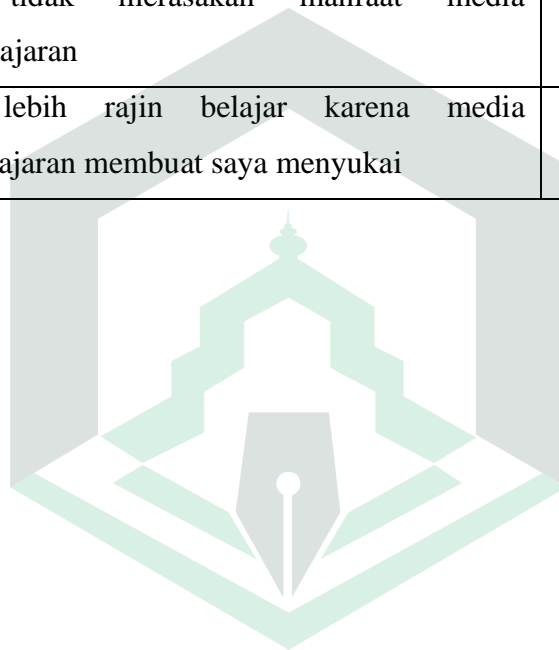 tidak merasakan manfaat media
ajaran
lebih rajin belajar karena media
ajaran membuat saya menyukai